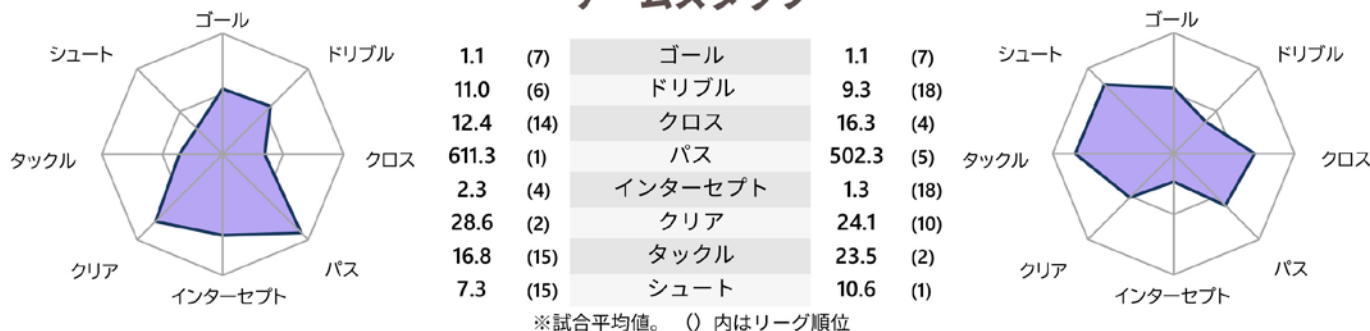 ゴール
ドリブル
クロス
パス
インターセプト
クリア
タックル
シュート
1.1 (7) ゴール 1.1 (7)
11.0 (6) ドリブル 9.3 (18)
12.4 (14) クロス 16.3 (4)
611.3 (1) パス 502.3 (5)
2.3 (4) インターセプト 1.3 (18)
28.6 (2) クリア 24.1 (10)
16.8 (15) タックル 23.5 (2)
7.3 (15) シュート 10.6 (1)
※試合平均値。 () 内はリーグ順位
ゴール
ドリブル
クロス
パス
インターセプト
クリア
タックル
シュート